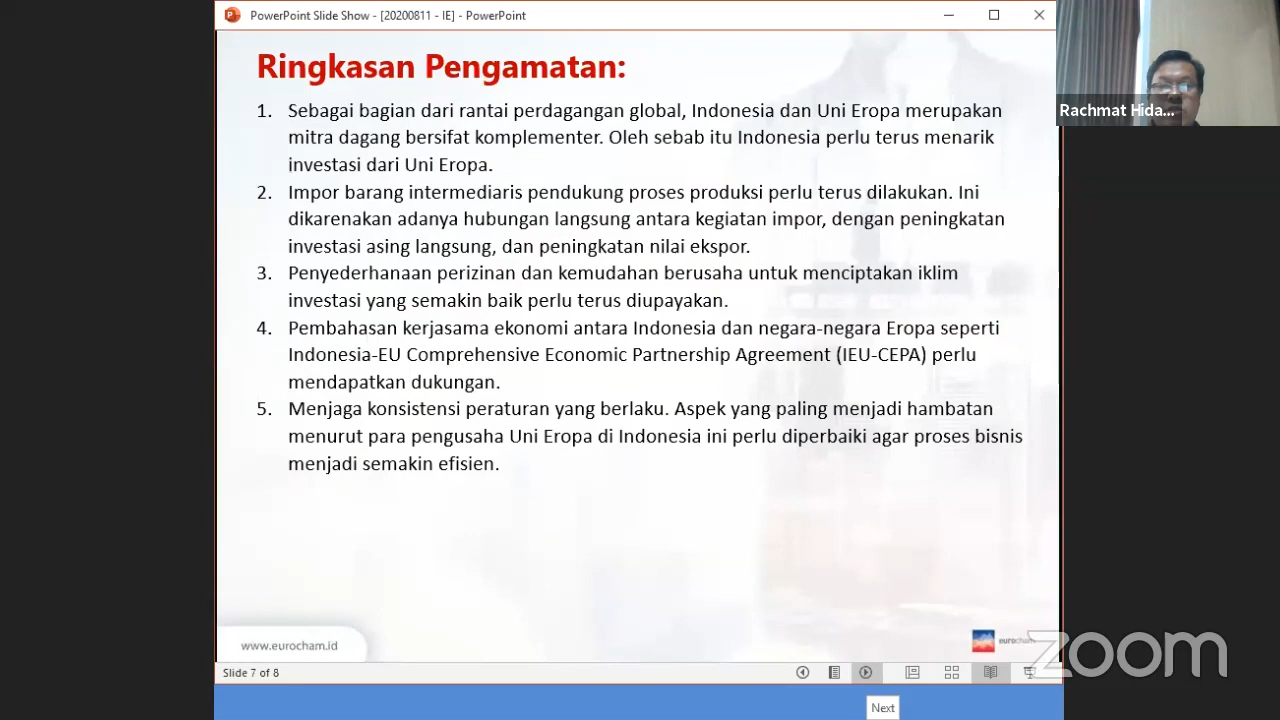 PowerPoint Slide Show - [20200811 - IE] - PowerPoint
Rachmat Hida...
Ringkasan Pengamatan:
1. Sebagai bagian dari rantai perdagangan global, Indonesia dan Uni Eropa merupakan
mitra dagang bersifat komplementer. Oleh sebab itu Indonesia perlu terus menarik
investasi dari Uni Eropa.
2. Impor barang intermediaris pendukung proses produksi perlu terus dilakukan. Ini
dikarenakan adanya hubungan langsung antara kegiatan impor, dengan peningkatan
investasi asing langsung, dan peningkatan nilai ekspor.
3. Penyederhanaan perizinan dan kemudahan berusaha untuk menciptakan iklim
investasi yang semakin baik perlu terus diupayakan.
4. Pembahasan kerjasama ekonomi antara Indonesia dan negara-negara Eropa seperti
Indonesia-EU Comprehensive Economic Partnership Agreement (IEU-CEPA) perlu
mendapatkan dukungan.
5. Menjaga konsistensi peraturan yang berlaku. Aspek yang paling menjadi hambatan
menurut para pengusaha Uni Eropa di Indonesia ini perlu diperbaiki agar proses bisnis
menjadi semakin efisien.
www.eurocham.id
eurocham
zoom
Slide 7 of 8
Next